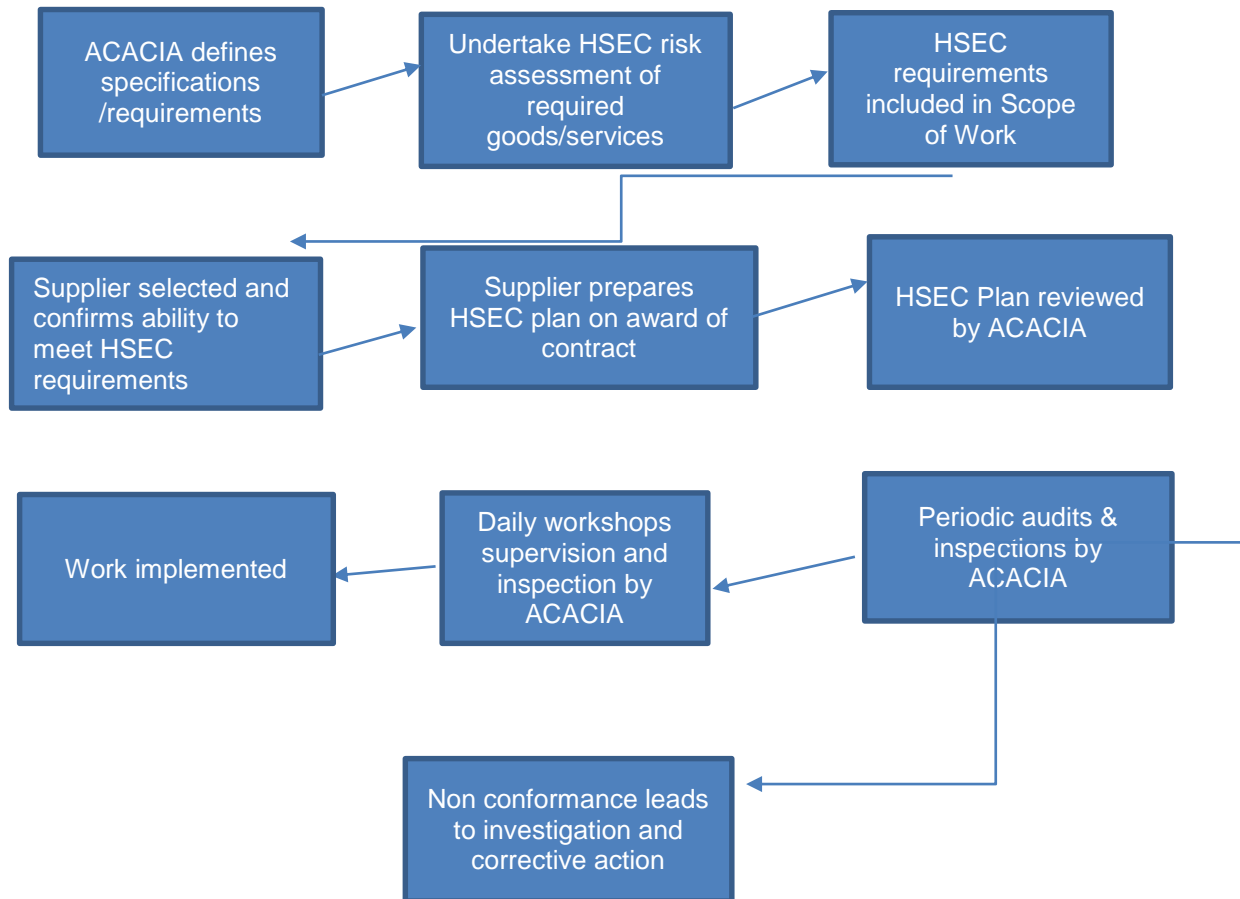 ACACIA defines
specifications
/requirements
Undertake HSEC risk
assessment of
required
goods/services
HSEC
requirements
included in Scope
of Work
Supplier selected and
confirms ability to
meet HSEC
requirements
Supplier prepares
HSEC plan on award of
contract
HSEC Plan reviewed
by ACACIA
Work implemented
Daily workshops
supervision and
inspection by
ACACIA
Periodic audits &
inspections by
ACACIA
Non conformance leads
to investigation and
corrective action